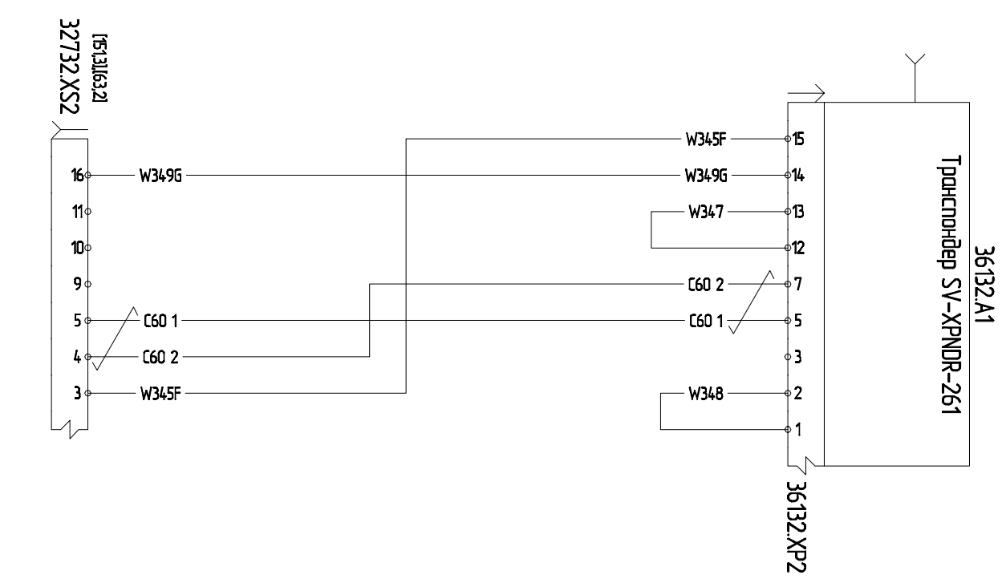 [151,3],[63,2]
32732.XS2
16 W349G W349G 14
W345F 15
11 W347 13
10 12
9 C60 2 7
5 C60 1 C60 1 5
4 C60 2 3
3 W345F W348 2
1
Транспондер SV-XPNDR-261
36132.A1
36132.XP2